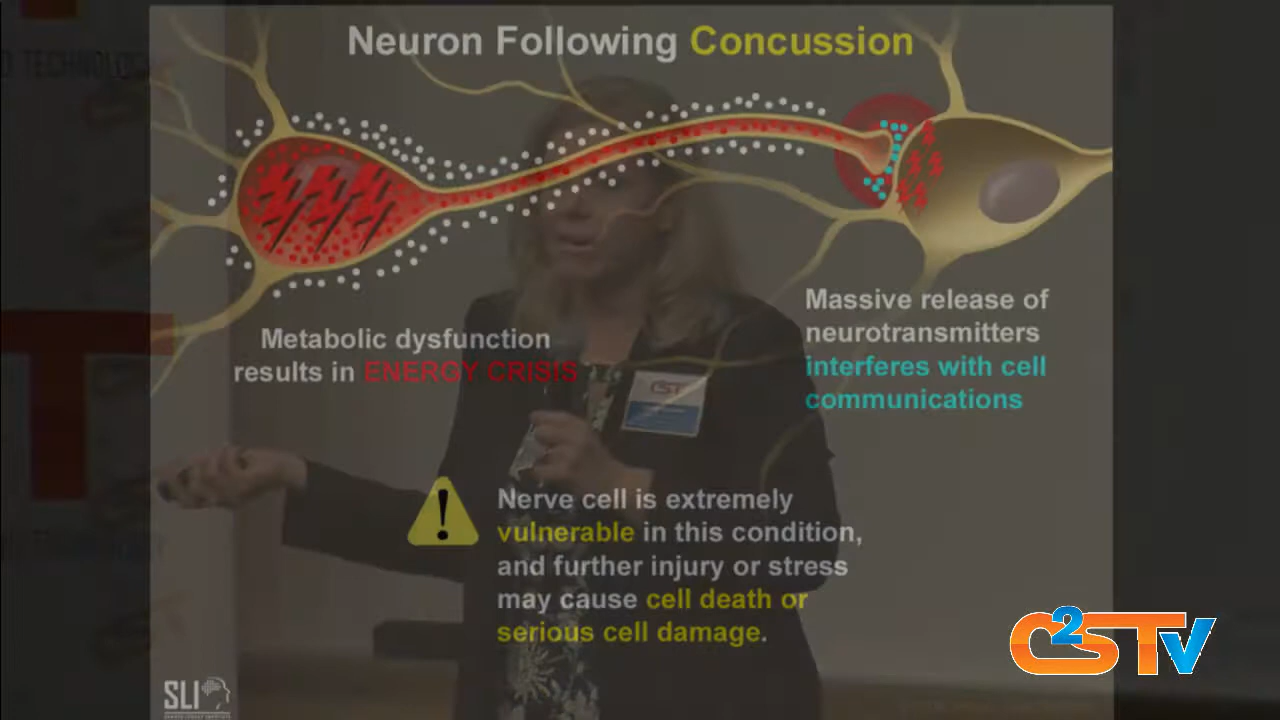 Neuron Following Concussion
O TECHNOLOGY
Metabolic dysfunction
results in ENERGY CRISIS
Massive release of
neurotransmitters
interferes with cell
communications
CST
Nerve cell is extremely
vulnerable in this condition,
and further injury or stress
may cause cell death or
serious cell damage.
C2STV
SLI